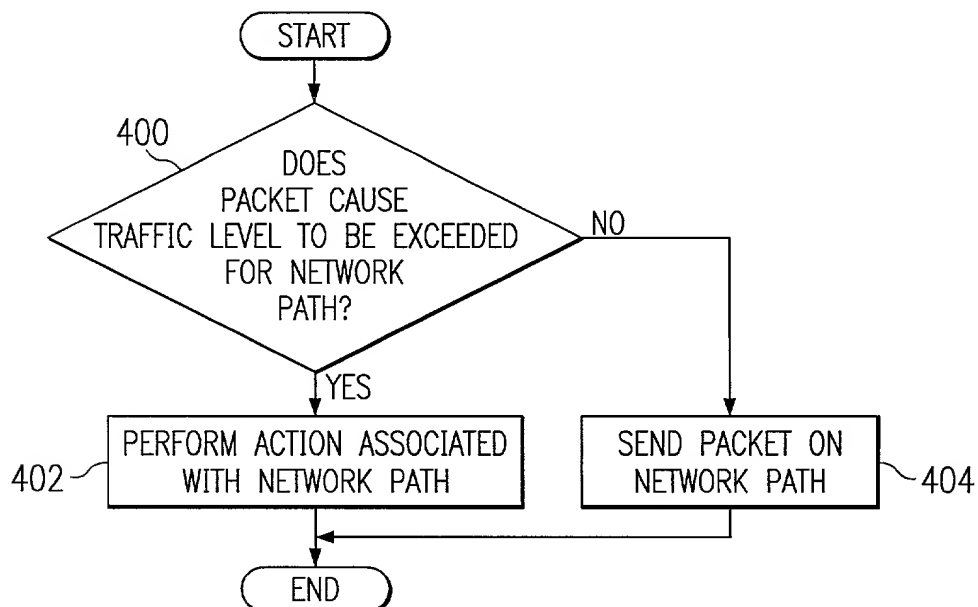 START
400
DOES
PACKET CAUSE
TRAFFIC LEVEL TO BE EXCEEDED
FOR NETWORK
PATH?
NO
YES
PERFORM ACTION ASSOCIATED
WITH NETWORK PATH
402
SEND PACKET ON
NETWORK PATH
404
END